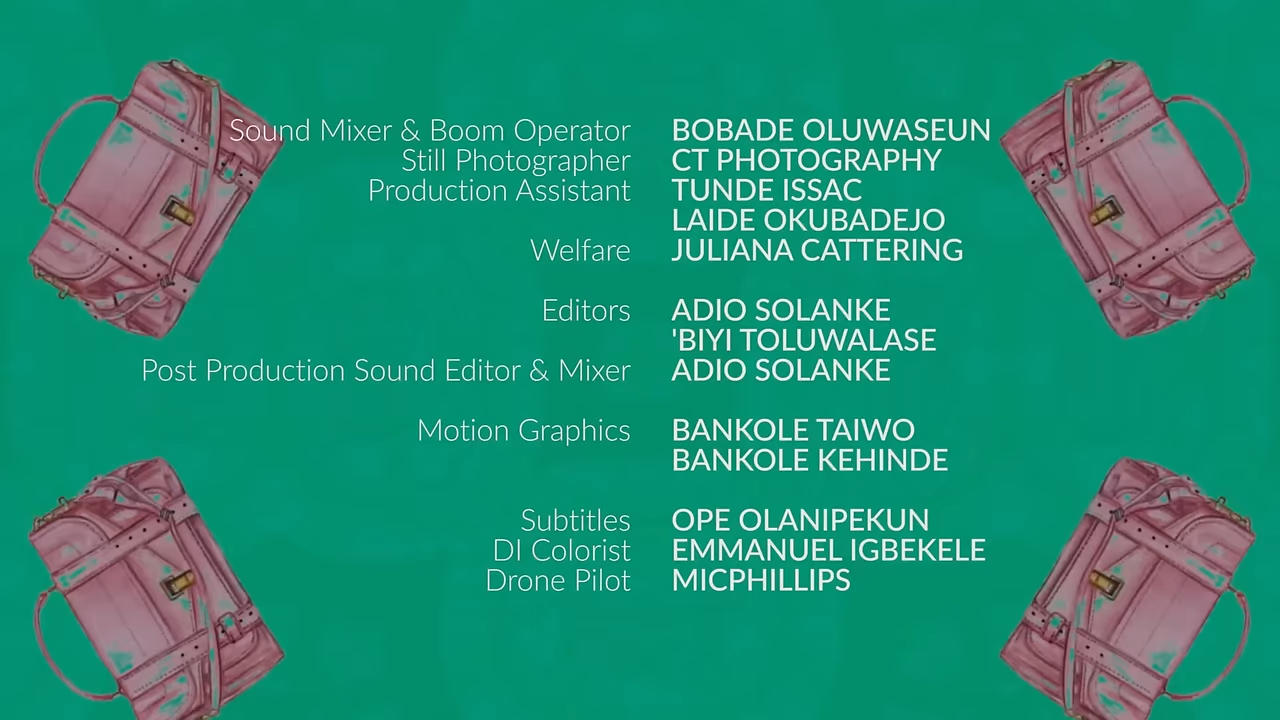 Sound Mixer & Boom Operator BOBADE OLUWASEUN
Still Photographer CT PHOTOGRAPHY
Production Assistant TUNDE ISSAC
LAIDE OKUBADEJO
Welfare JULIANA CATTERING
Editors ADIO SOLANKE
'BIYI TOLUWALASE
Post Production Sound Editor & Mixer ADIO SOLANKE
Motion Graphics BANKOLE TAIWO
BANKOLE KEHINDE
Subtitles OPE OLANIPEKUN
DI Colorist EMMANUEL IGBEKELE
Drone Pilot MICPHILLIPS